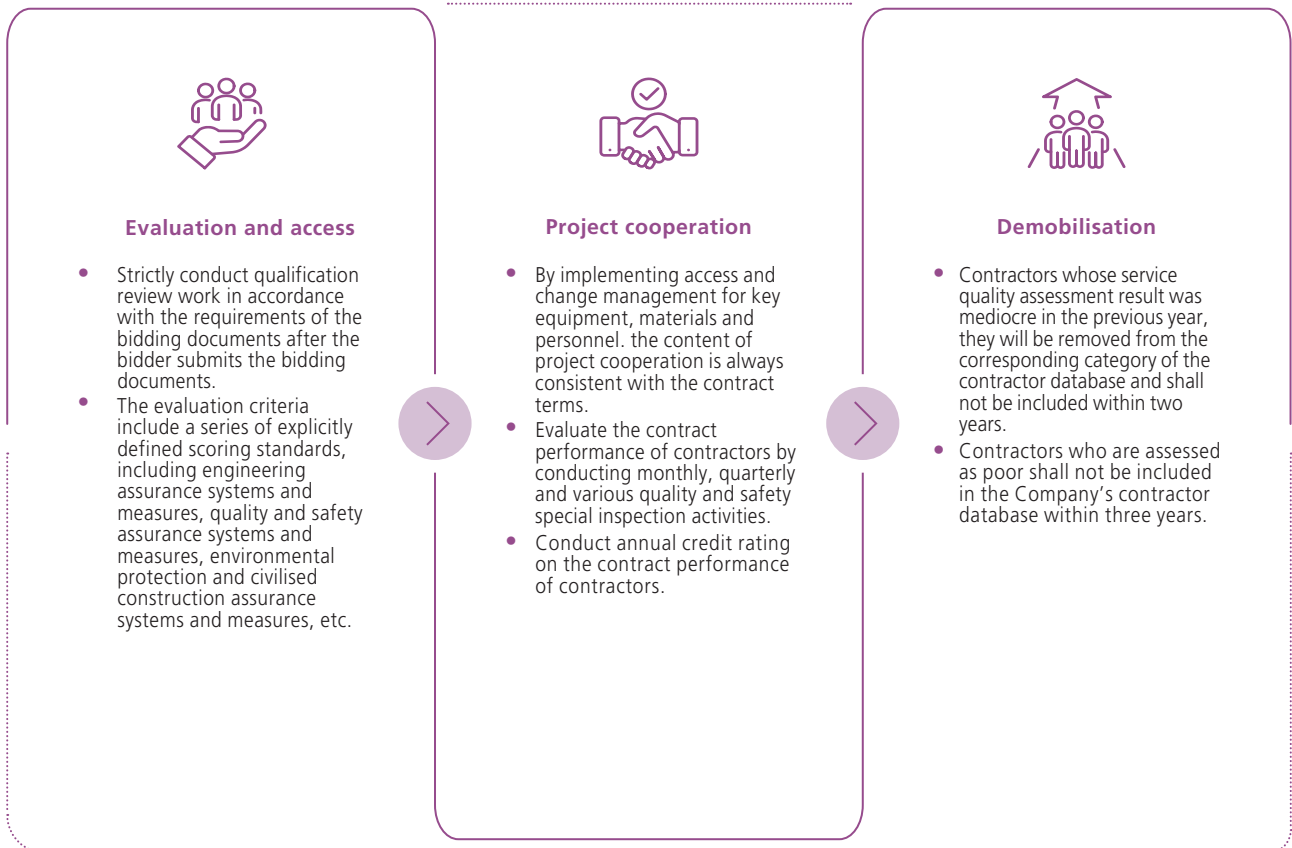 Evaluation and access
• Strictly conduct qualification
review work in accordance
with the requirements of the
bidding documents after the
bidder submits the bidding
documents.
• The evaluation criteria
include a series of explicitly
defined scoring standards,
including engineering
assurance systems and
measures, quality and safety
assurance systems and
measures, environmental
protection and civilised
construction assurance
systems and measures, etc.
Project cooperation
• By implementing access and
change management for key
equipment, materials and
personnel. the content of
project cooperation is always
consistent with the contract
terms.
• Evaluate the contract
performance of contractors by
conducting monthly, quarterly
and various quality and safety
special inspection activities.
• Conduct annual credit rating
on the contract performance
of contractors.
Demobilisation
• Contractors whose service
quality assessment result was
mediocre in the previous year,
they will be removed from the
corresponding category of the
contractor database and shall
not be included within two
years.
• Contractors who are assessed
as poor shall not be included
in the Company’s contractor
database within three years.